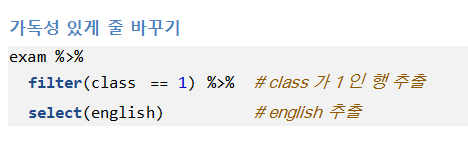 가독성 있게 줄 바꾸기
exam %>%
  filter(class == 1) %>%  # class 가 1 인 행 추출
  select(english)         # english 추출